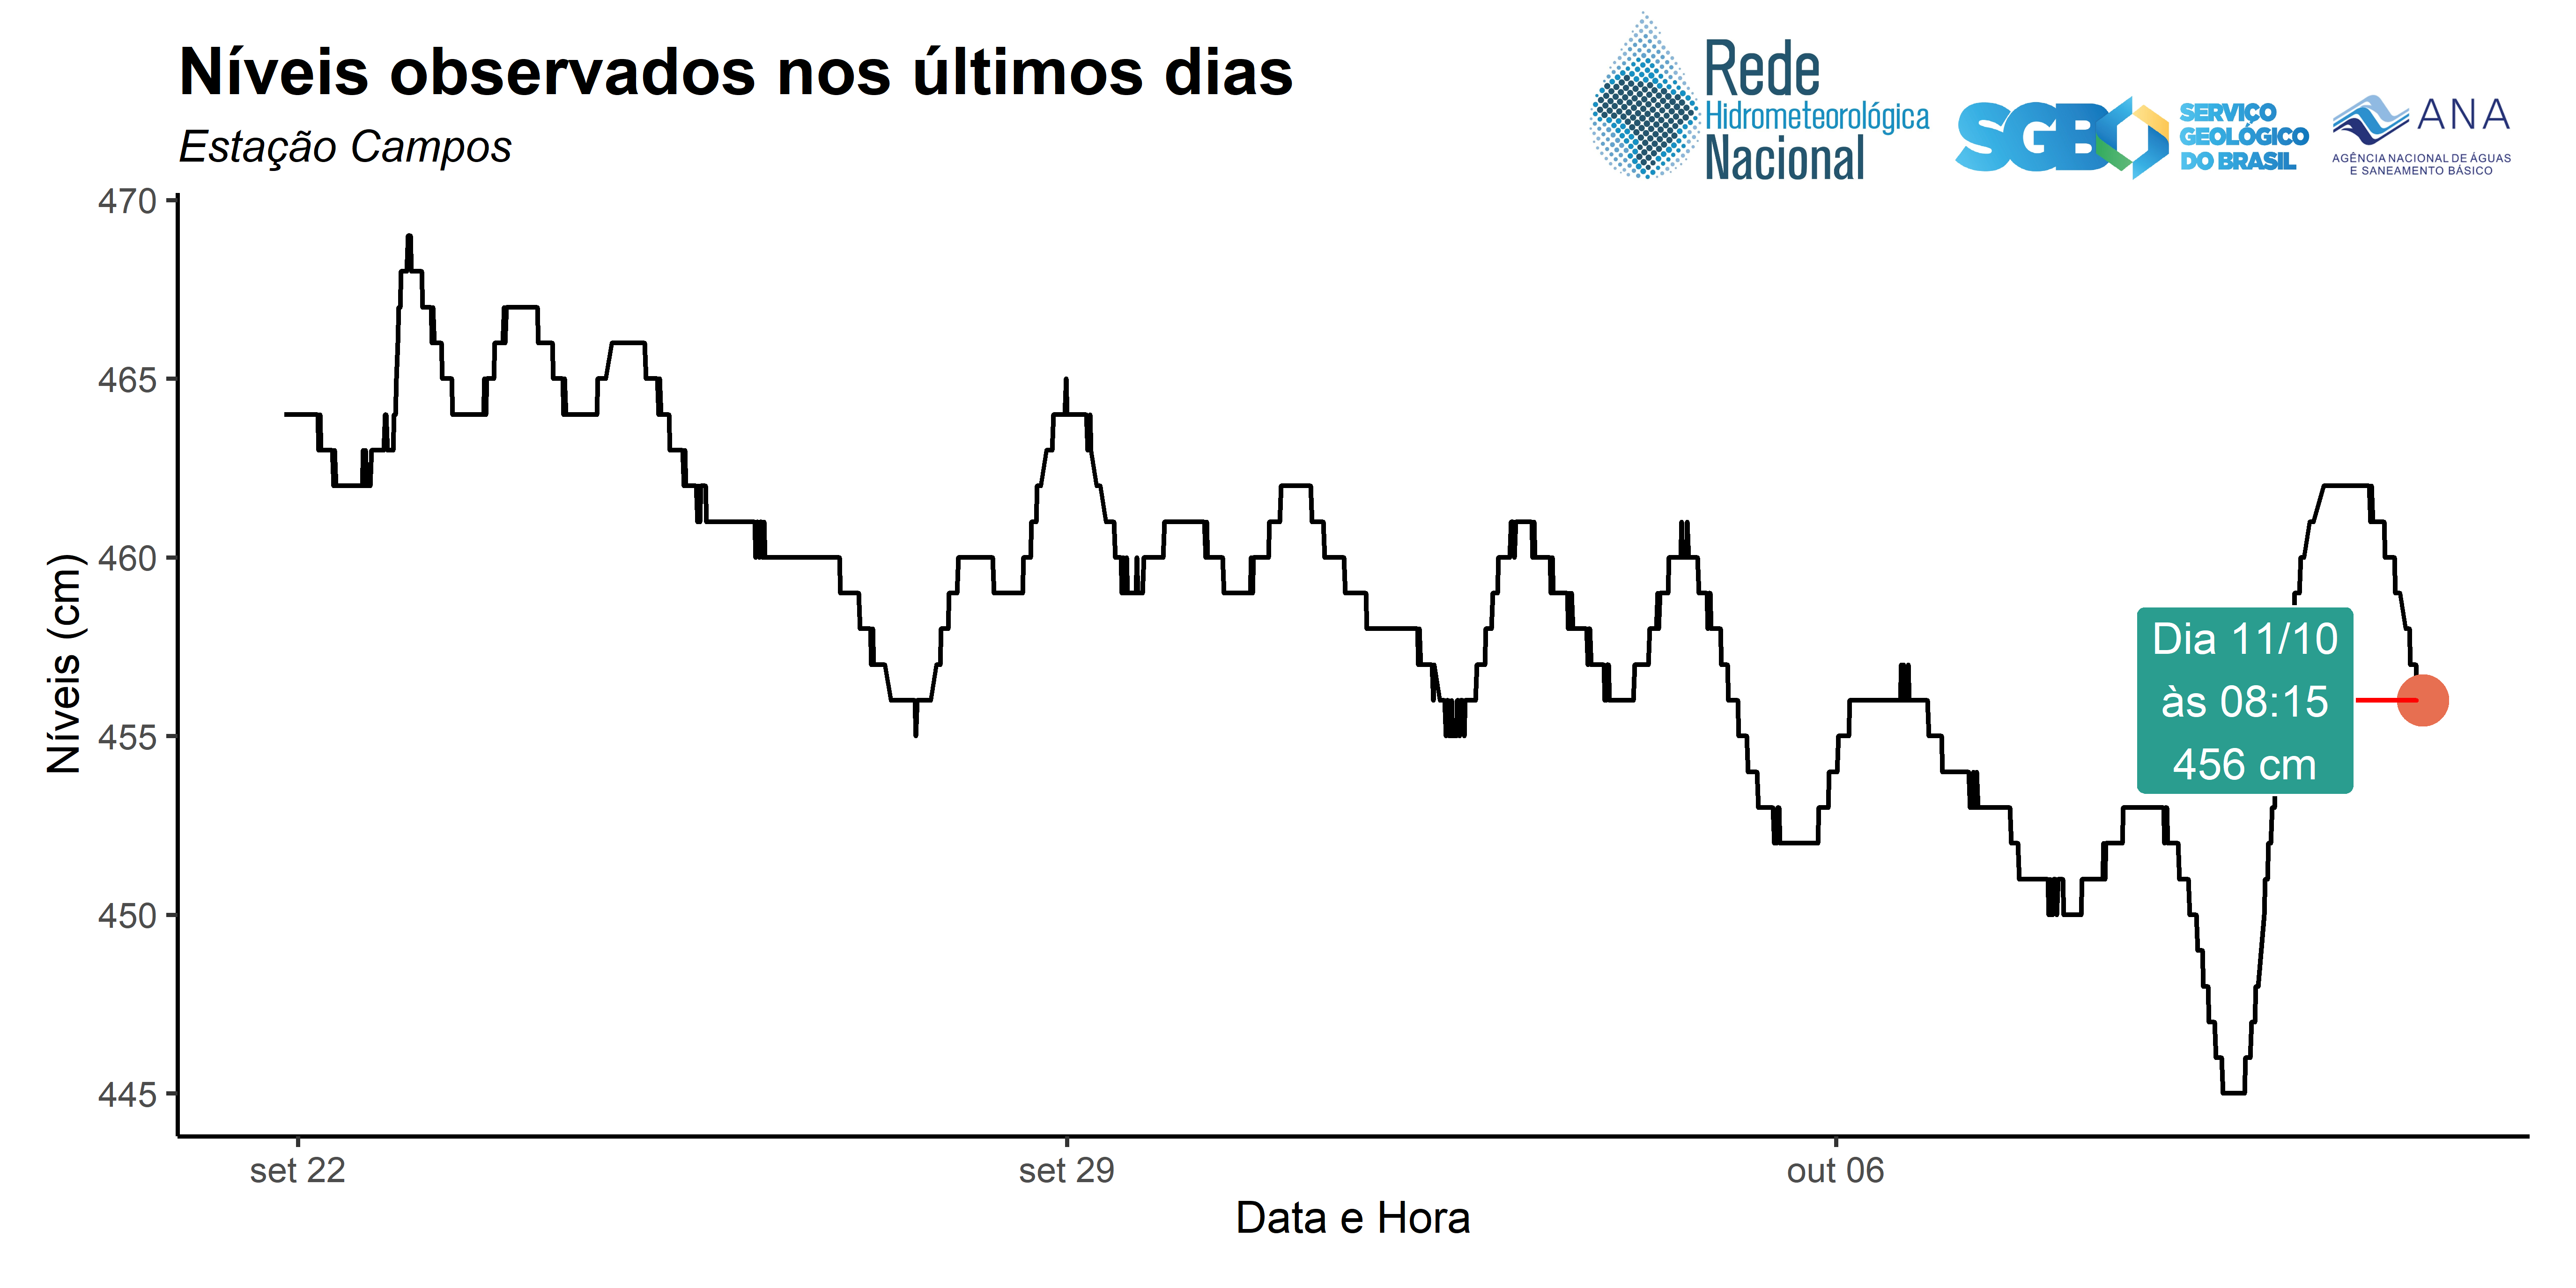 Níveis observados nos últimos dias
Estação Campos
Rede
Hidrometeorológica
Nacional
SGB
SERVIÇO
GEOLÓGICO
DO BRASIL
ANA
AGÊNCIA NACIONAL DE ÁGUAS
E SANEAMENTO BÁSICO
470
465
460
455
450
445
Níveis (cm)
Dia 11/10
às 08:15
456 cm
set 22
set 29
out 06
Data e Hora